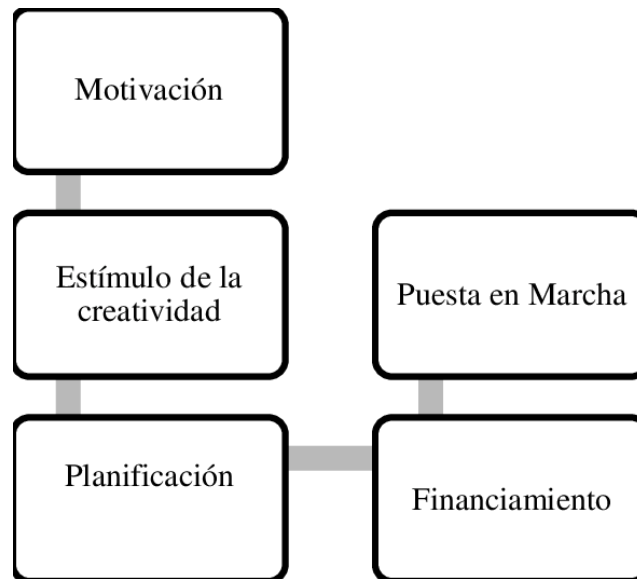 Motivación
Estímulo de la
creatividad
Planificación
Financiamiento
Puesta en Marcha